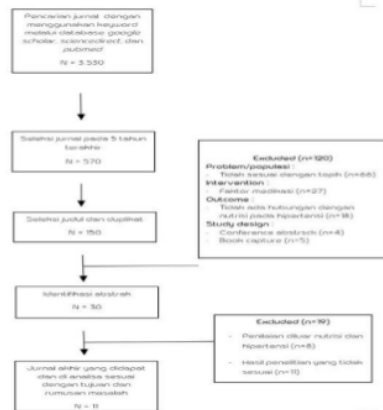 Pencarian jurnal dengan
menggunakan keyword
melalui database google
scholar, sciencedirect, dan
pubmed
N = 3.530
Seleksi jurnal pada 5 tahun
terakhir
N = 570
Seleksi judul dan duplikat
N = 150
Excluded (n=120)
Problem/populasi :
- Tidak sesuai dengan topik (n=66)
Intervention :
- Faktor medikasi (n=27)
Outcome :
- Tidak ada hubungan dengan
nutrisi pada hipertensi (n=18)
Study design :
- Conference abstrack (n=4)
- Book capture (n=5)
Identifikasi abstrak
N = 30
Excluded (n=19)
- Penilaian diluar nutrisi dan
hipertensi (n=8)
- Hasil penelitian yang tidak
sesuai (n=11)
Jurnal akhir yang didapat
dan di analisa sesuai
dengan tujuan dan
rumusan masalah
N = 11